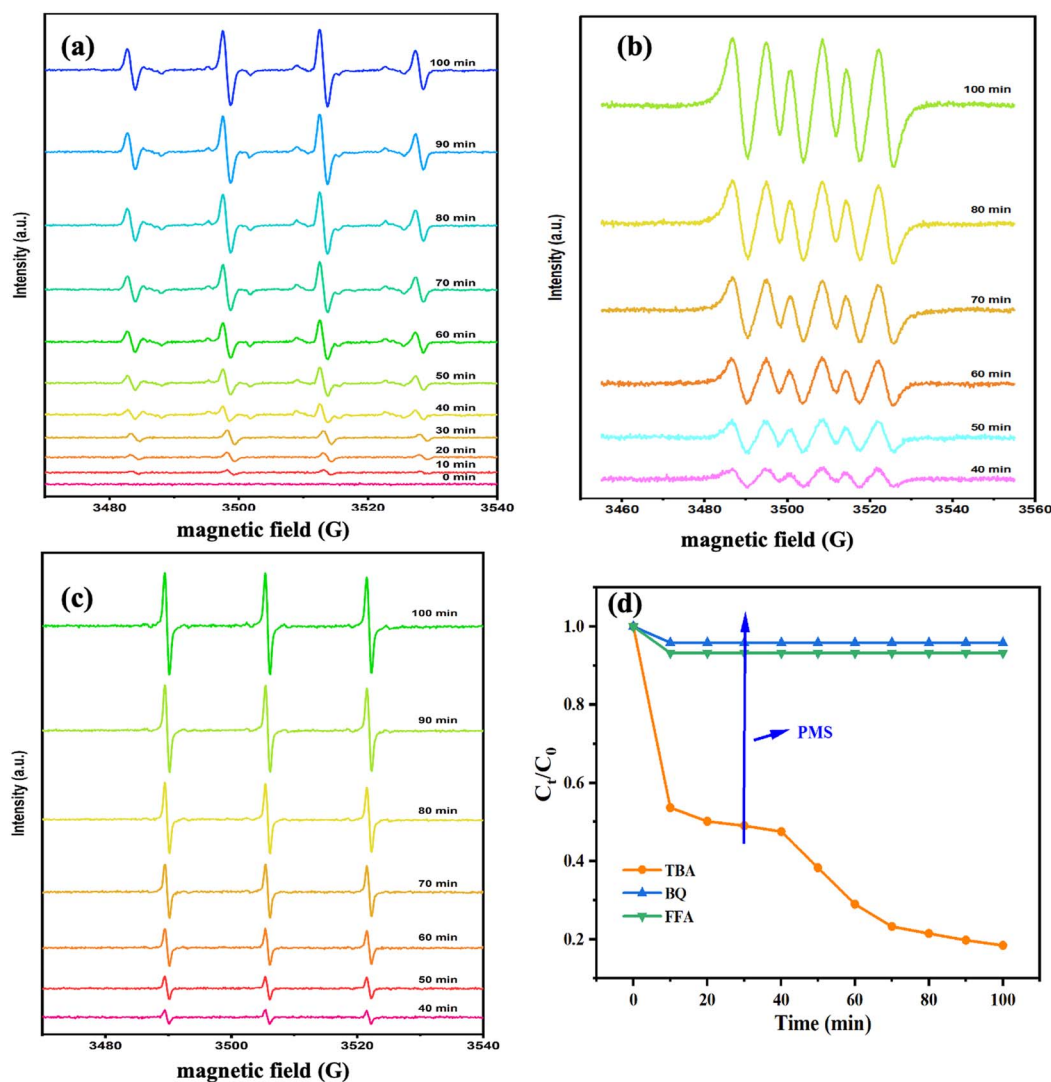 (a)
100 min
90 min
80 min
70 min
60 min
50 min
40 min
30 min
20 min
10 min
0 min
Intensity (a.u.)
3480 3500 3520 3540
magnetic field (G)
(b)
100 min
80 min
70 min
60 min
50 min
40 min
Intensity (a.u.)
3460 3480 3500 3520 3540 3560
magnetic field (G)
(c)
100 min
90 min
80 min
70 min
60 min
50 min
40 min
Intensity (a.u.)
3480 3500 3520 3540
magnetic field (G)
(d)
1.0
0.8
0.6
0.4
0.2
Ct/C0
PMS
TBA
BQ
FFA
0 20 40 60 80 100
Time (min)